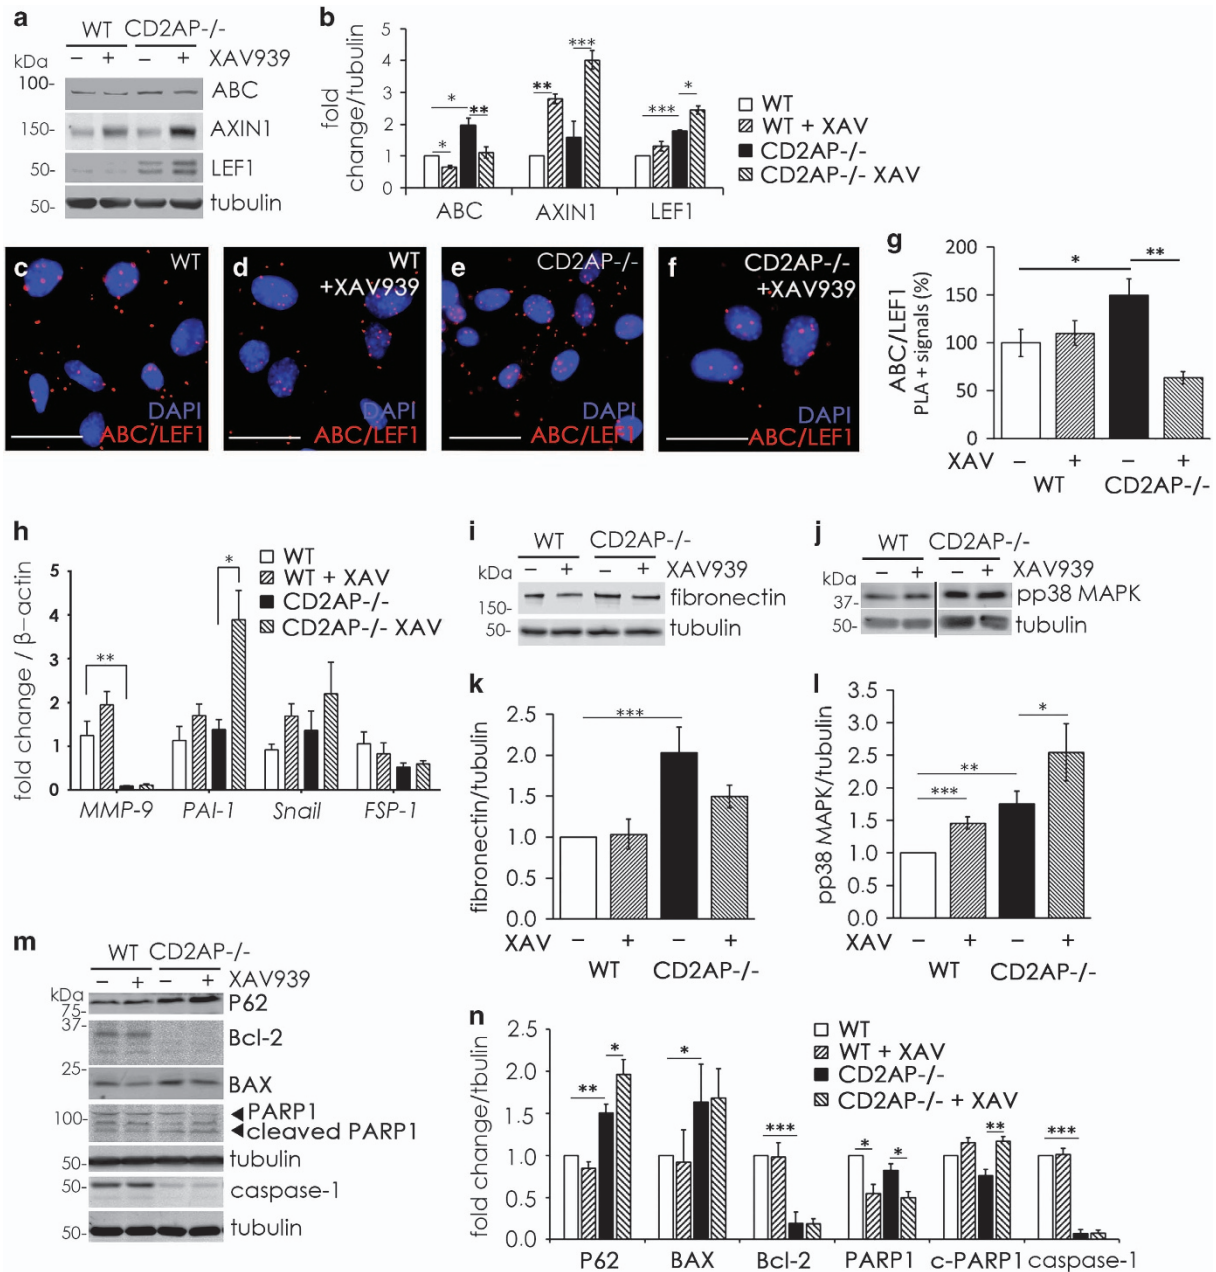 a
WT CD2AP-/-
kDa − + − + XAV939
100- ABC
150- AXIN1
50- LEF1
50- tubulin
b
fold
change/tubulin
5
4
3
2
1
0
* * * ** ** *** *** *
ABC AXIN1 LEF1
WT
WT + XAV
CD2AP-/-
CD2AP-/- XAV
c WT
DAPI
ABC/LEF1
d WT
+XAV939
DAPI
ABC/LEF1
e CD2AP-/-
DAPI
ABC/LEF1
f CD2AP-/-
+XAV939
DAPI
ABC/LEF1
g
ABC/LEF1
PLA + signals (%)
200
150
100
50
0
* **
XAV − + − +
WT CD2AP-/-
h
fold change / β−actin
5
4
3
2
1
0
** *
WT
WT + XAV
CD2AP-/-
CD2AP-/- XAV
MMP-9 PAI-1 Snail FSP-1
i
WT CD2AP-/-
kDa − + − + XAV939
150- fibronectin
50- tubulin
j
WT CD2AP-/-
kDa − + − + XAV939
37- pp38 MAPK
50- tubulin
k
fibronectin/tubulin
2.5
2.0
1.5
1.0
0.5
0.0
***
XAV − + − +
WT CD2AP-/-
l
pp38 MAPK/tubulin
3.5
3.0
2.5
2.0
1.5
1.0
0.5
0.0
*** ** *
XAV − + − +
WT CD2AP-/-
m
WT CD2AP-/-
kDa − + − + XAV939
75- P62
37-
Bcl-2
25-
BAX
100- PARP1
cleaved PARP1
50- tubulin
50- caspase-1
50- tubulin
n
fold change/tbulin
2.5
2.0
1.5
1.0
0.5
0.0
** * * *** * * ** ***
WT
WT + XAV
CD2AP-/-
CD2AP-/- + XAV
P62 BAX Bcl-2 PARP1 c-PARP1 caspase-1